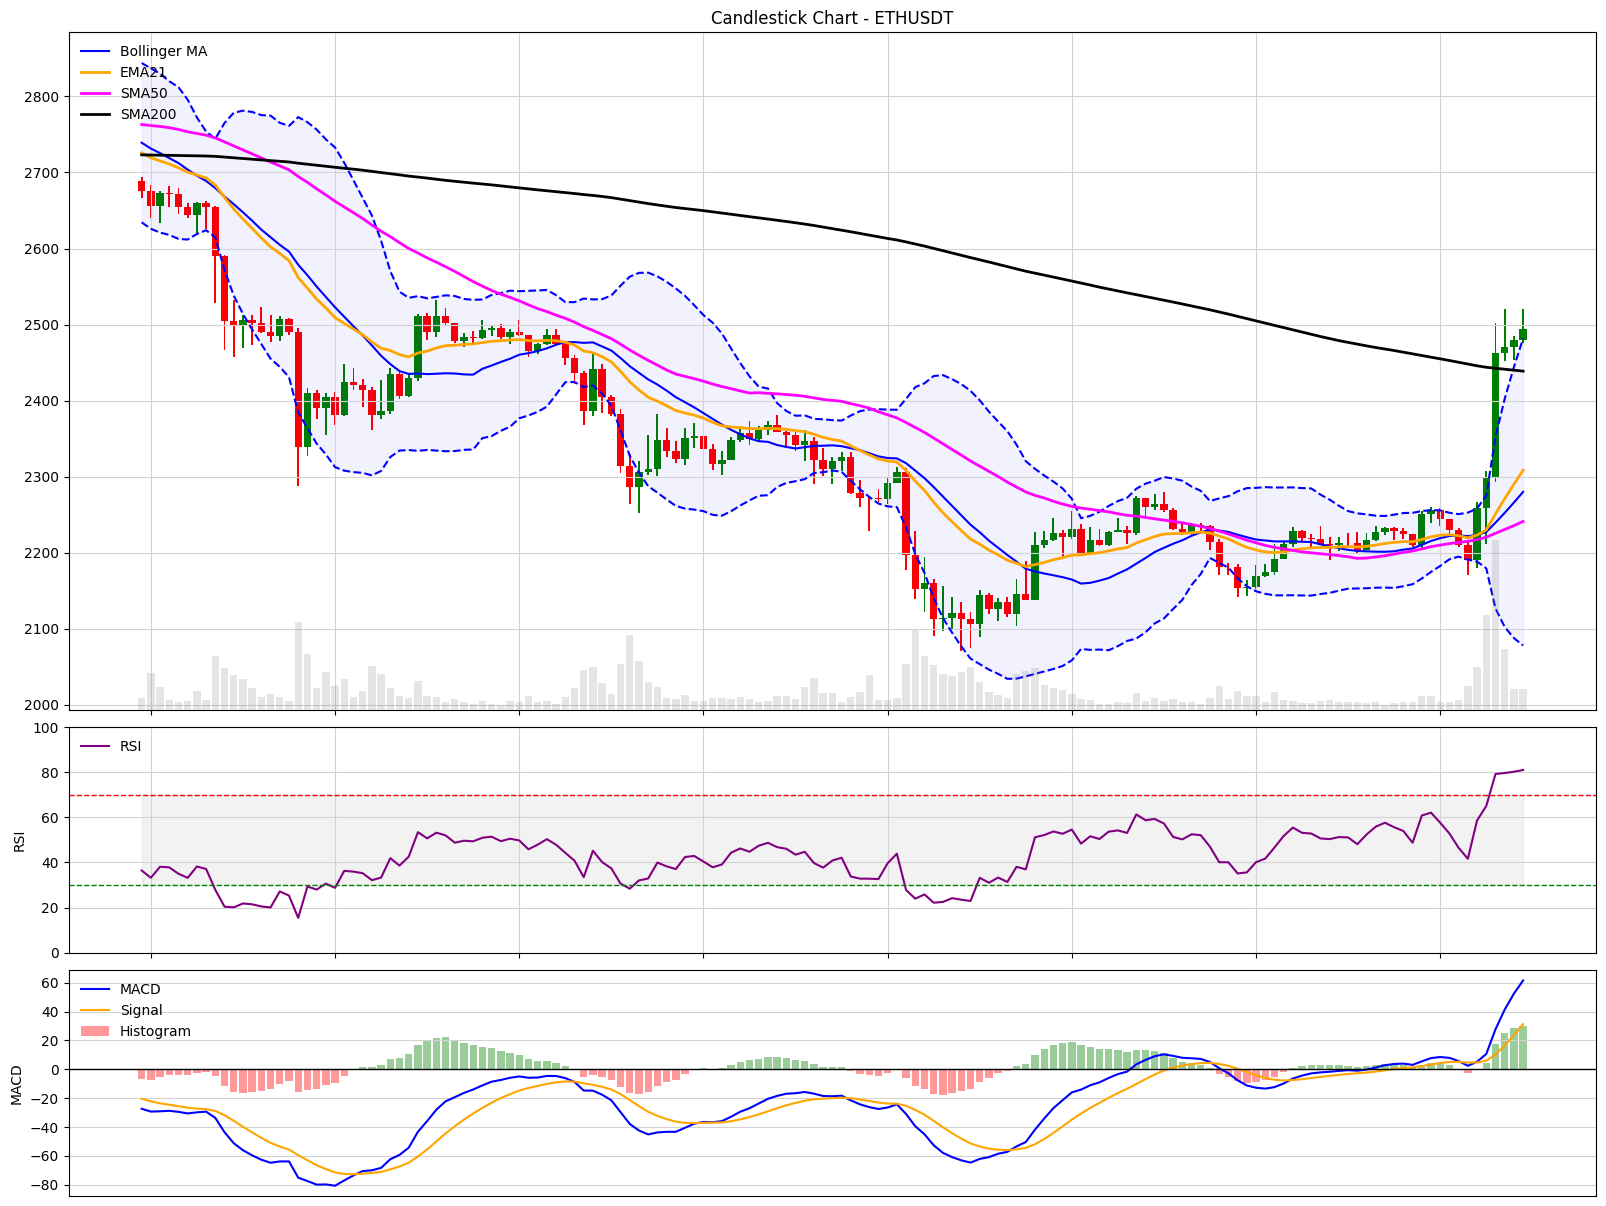 Candlestick Chart - ETHUSDT
Bollinger MA
EMA21
SMA50
SMA200
2800
2700
2600
2500
2400
2300
2200
2100
2000
RSI
100
80
60
40
20
0
RSI
MACD
Signal
Histogram
60
40
20
0
−20
−40
−60
−80
MACD